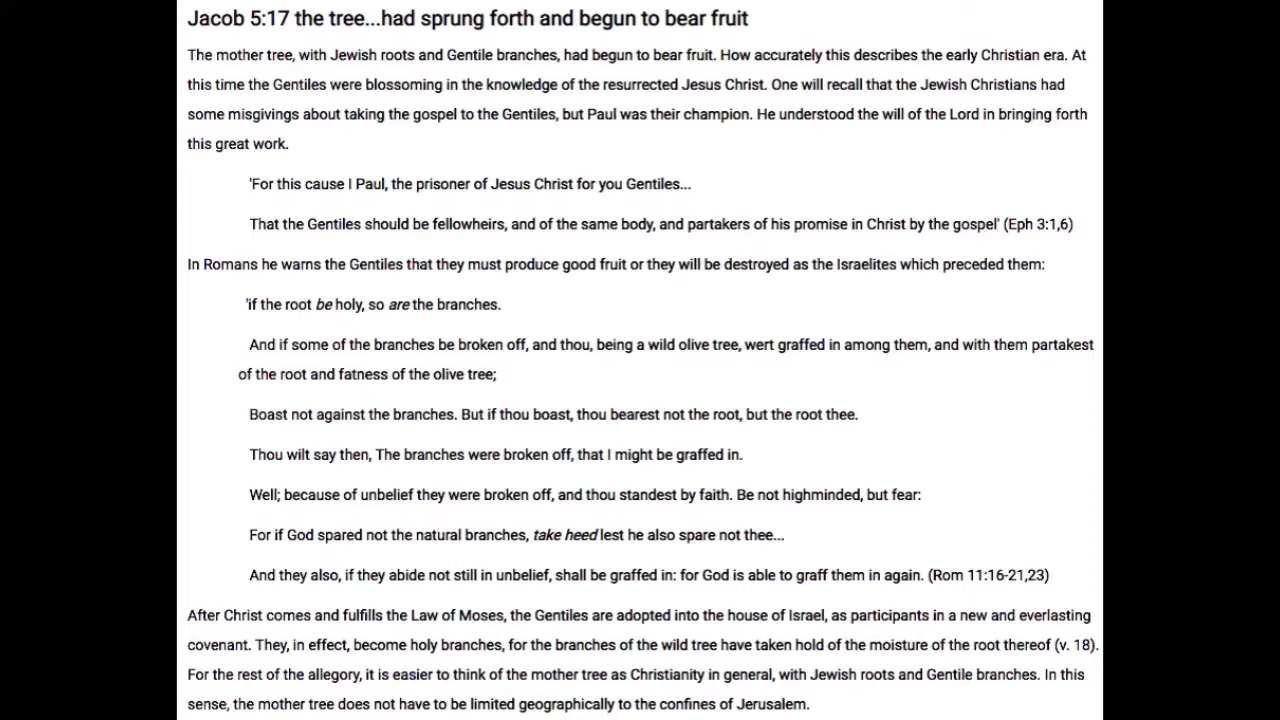 Jacob 5:17 the tree...had sprung forth and begun to bear fruit
The mother tree, with Jewish roots and Gentile branches, had begun to bear fruit. How accurately this describes the early Christian era. At
this time the Gentiles were blossoming in the knowledge of the resurrected Jesus Christ. One will recall that the Jewish Christians had
some misgivings about taking the gospel to the Gentiles, but Paul was their champion. He understood the will of the Lord in bringing forth
this great work.
'For this cause I Paul, the prisoner of Jesus Christ for you Gentiles...
That the Gentiles should be fellowheirs, and of the same body, and partakers of his promise in Christ by the gospel' (Eph 3:1,6)
In Romans he warns the Gentiles that they must produce good fruit or they will be destroyed as the Israelites which preceded them:
'if the root be holy, so are the branches.
And if some of the branches be broken off, and thou, being a wild olive tree, wert graffed in among them, and with them partakest
of the root and fatness of the olive tree;
Boast not against the branches. But if thou boast, thou bearest not the root, but the root thee.
Thou wilt say then, The branches were broken off, that I might be graffed in.
Well; because of unbelief they were broken off, and thou standest by faith. Be not highminded, but fear:
For if God spared not the natural branches, take heed lest he also spare not thee...
And they also, if they abide not still in unbelief, shall be graffed in: for God is able to graff them in again. (Rom 11:16-21,23)
After Christ comes and fulfills the Law of Moses, the Gentiles are adopted into the house of Israel, as participants in a new and everlasting
covenant. They, in effect, become holy branches, for the branches of the wild tree have taken hold of the moisture of the root thereof (v. 18).
For the rest of the allegory, it is easier to think of the mother tree as Christianity in general, with Jewish roots and Gentile branches. In this
sense, the mother tree does not have to be limited geographically to the confines of Jerusalem.